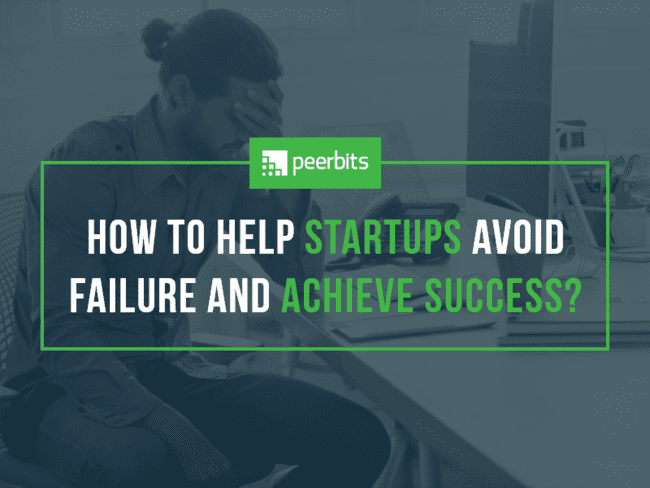 peerbits
HOW TO HELP STARTUPS AVOID
FAILURE AND ACHIEVE SUCCESS?